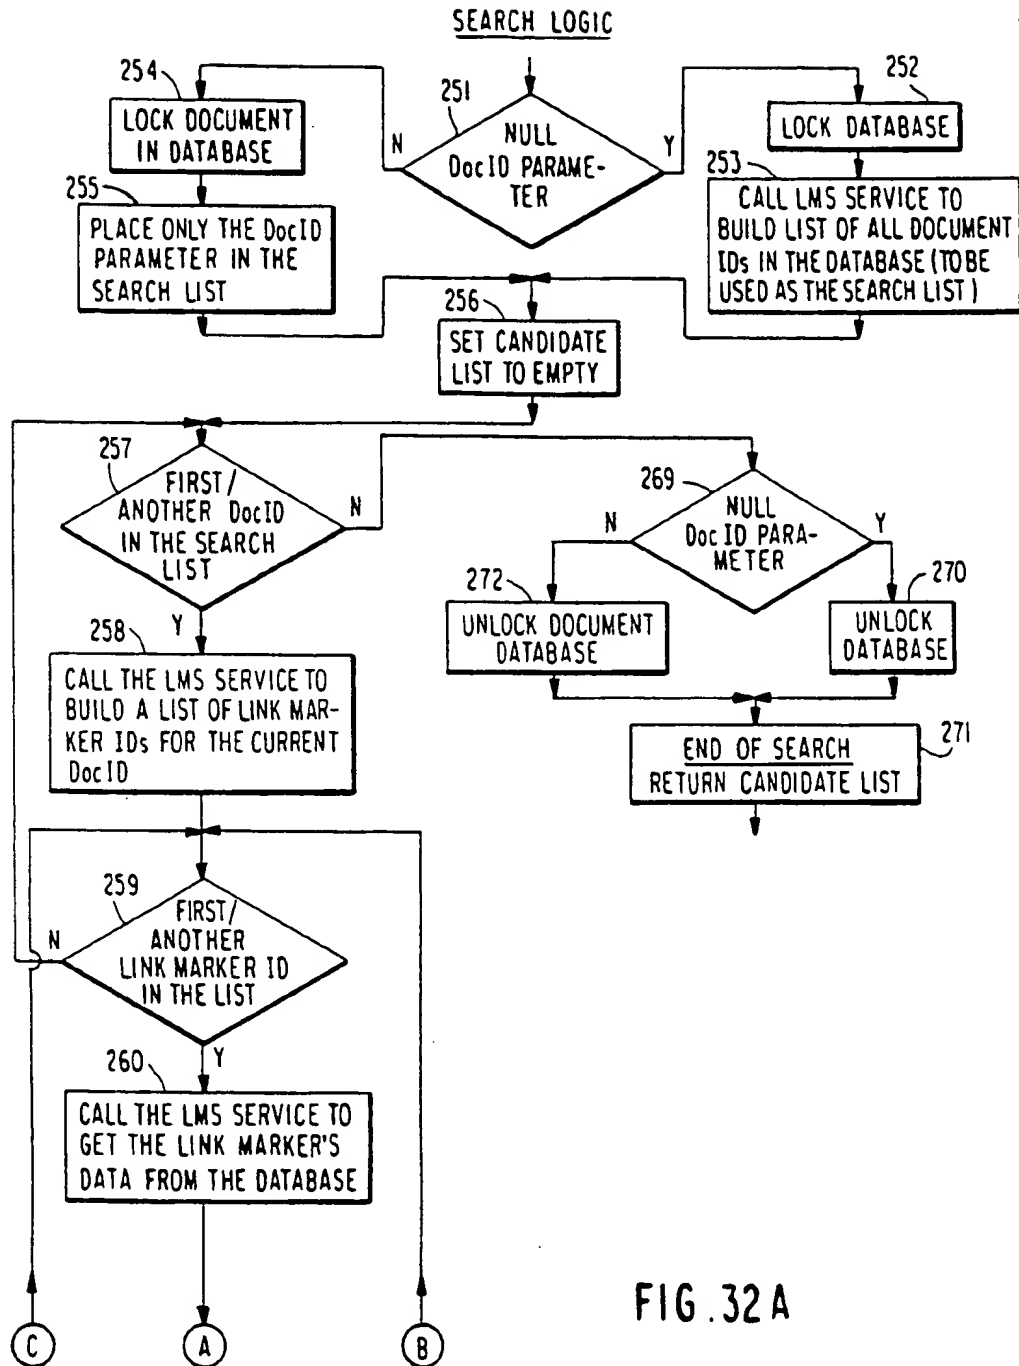 SEARCH LOGIC
254
LOCK DOCUMENT
IN DATABASE
251
N
NULL
DocID PARAME-
TER
Y
252
LOCK DATABASE
255
PLACE ONLY THE DocID
PARAMETER IN THE
SEARCH LIST
253
CALL LMS SERVICE TO
BUILD LIST OF ALL DOCUMENT
IDs IN THE DATABASE (TO BE
USED AS THE SEARCH LIST)
256
SET CANDIDATE
LIST TO EMPTY
257
FIRST/
ANOTHER DocID
IN THE SEARCH
LIST
N
Y
269
NULL
DocID PARA-
METER
N
Y
272
UNLOCK DOCUMENT
DATABASE
270
UNLOCK
DATABASE
258
CALL THE LMS SERVICE TO
BUILD A LIST OF LINK MAR-
KER IDs FOR THE CURRENT
DocID
271
END OF SEARCH
RETURN CANDIDATE LIST
259
N
FIRST/
ANOTHER
LINK MARKER ID
IN THE LIST
Y
260
CALL THE LMS SERVICE TO
GET THE LINK MARKER'S
DATA FROM THE DATABASE
C
A
B
FIG.32A